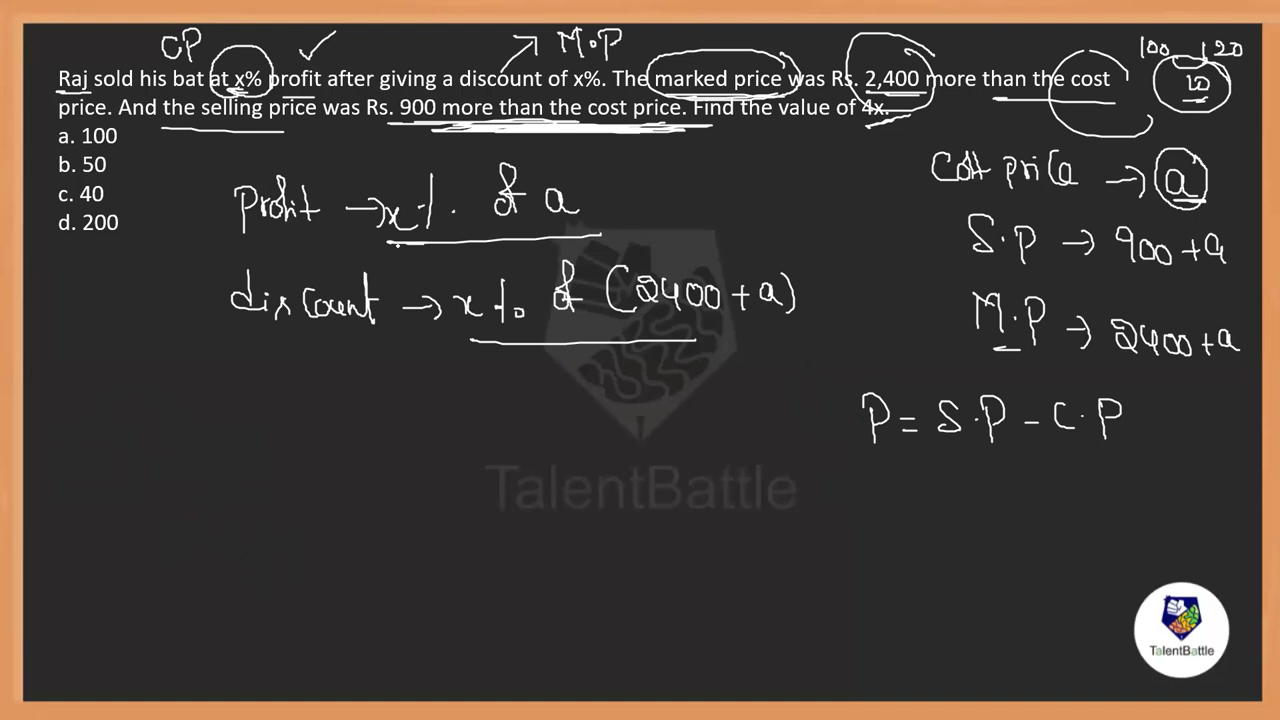 CP ✓ → M.P
100 120
Raj sold his bat at x% profit after giving a discount of x%. The marked price was Rs. 2,400 more than the cost
price. And the selling price was Rs. 900 more than the cost price. Find the value of 4x.
a. 100
b. 50
c. 40
d. 200
Cost price → a
Profit → x%. of a
S.P → 900+a
discount → x% of (2400+a)
M.P → 2400+a
P = S.P - C.P
TalentBattle
TalentBattle